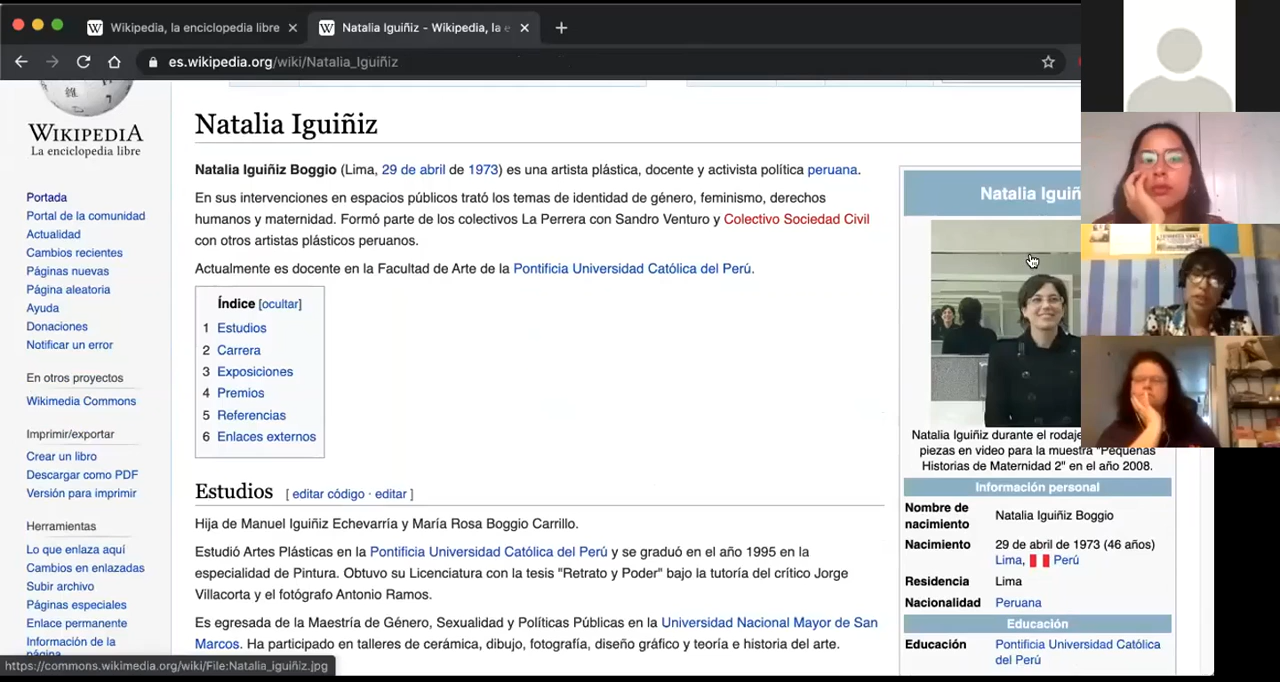 Wikipedia, la enciclopedia libre
Natalia Iguiñiz - Wikipedia, la e
es.wikipedia.org/wiki/Natalia_Iguiñiz
WIKIPEDIA
La enciclopedia libre
Portada
Portal de la comunidad
Actualidad
Cambios recientes
Páginas nuevas
Página aleatoria
Ayuda
Donaciones
Notificar un error
En otros proyectos
Wikimedia Commons
Imprimir/exportar
Crear un libro
Descargar como PDF
Versión para imprimir
Herramientas
Lo que enlaza aquí
Cambios en enlazadas
Subir archivo
Páginas especiales
Enlace permanente
Información de la
página
https://commons.wikimedia.org/wiki/File:Natalia_iguiñiz.jpg
Natalia Iguiñiz
Natalia Iguiñiz Boggio (Lima, 29 de abril de 1973) es una artista plástica, docente y activista política peruana.
En sus intervenciones en espacios públicos trató los temas de identidad de género, feminismo, derechos
humanos y maternidad. Formó parte de los colectivos La Perrera con Sandro Venturo y Colectivo Sociedad Civil
con otros artistas plásticos peruanos.
Actualmente es docente en la Facultad de Arte de la Pontificia Universidad Católica del Perú.
Índice [ocultar]
1 Estudios
2 Carrera
3 Exposiciones
4 Premios
5 Referencias
6 Enlaces externos
Estudios [ editar código · editar ]
Hija de Manuel Iguiñiz Echevarría y María Rosa Boggio Carrillo.
Estudió Artes Plásticas en la Pontificia Universidad Católica del Perú y se graduó en el año 1995 en la
especialidad de Pintura. Obtuvo su Licenciatura con la tesis "Retrato y Poder" bajo la tutoría del crítico Jorge
Villacorta y el fotógrafo Antonio Ramos.
Es egresada de la Maestría de Género, Sexualidad y Políticas Públicas en la Universidad Nacional Mayor de San
Marcos. Ha participado en talleres de cerámica, dibujo, fotografía, diseño gráfico y teoría e historia del arte.
Natalia Iguiñ
Natalia Iguiñiz durante el rodaje
piezas en video para la muestra "Pequeñas
Historias de Maternidad 2" en el año 2008.
Información personal
Nombre de nacimiento Natalia Iguiñiz Boggio
Nacimiento 29 de abril de 1973 (46 años)
Lima, Perú
Residencia Lima
Nacionalidad Peruana
Educación
Educación Pontificia Universidad Católica
del Perú